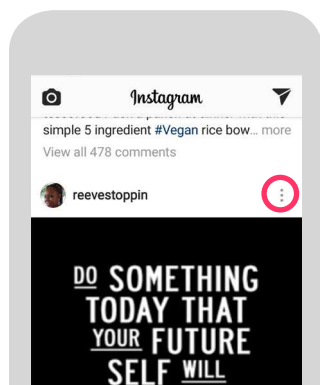 Instagram
simple 5 ingredient #Vegan rice bow... more
View all 478 comments
reevestoppin
DO SOMETHING
TODAY THAT
YOUR FUTURE
SELF WILL